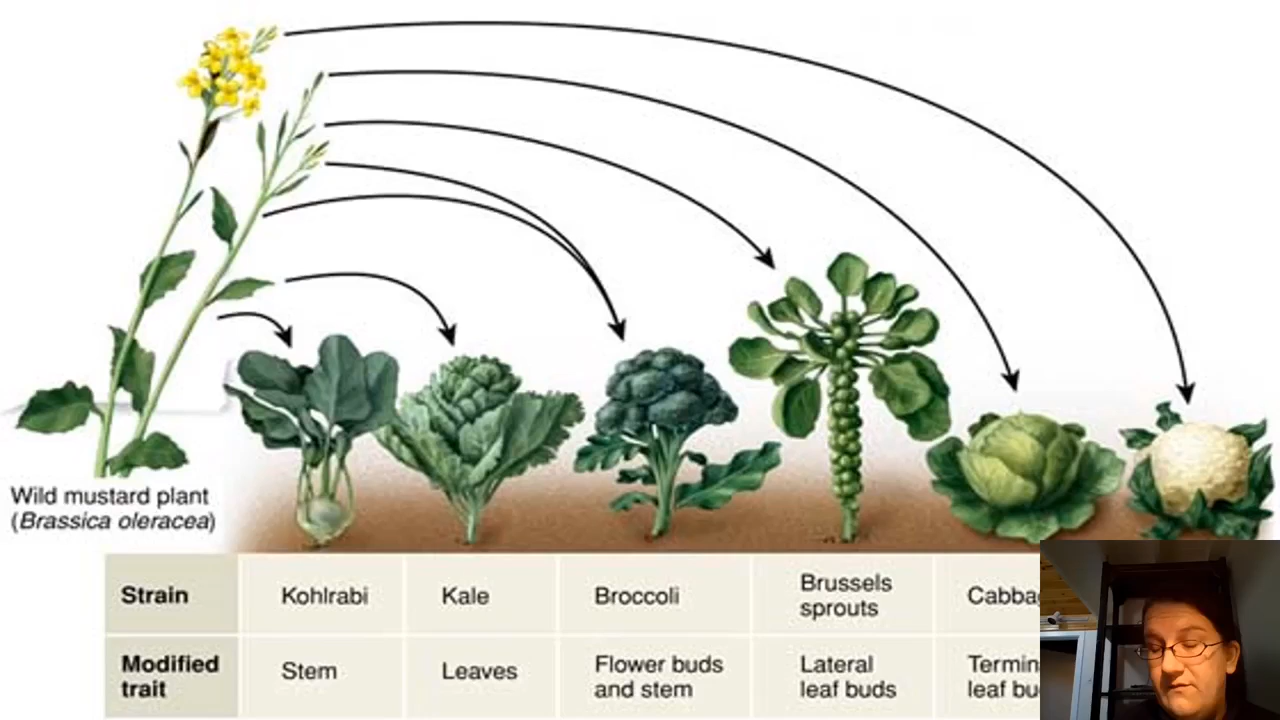 Wild mustard plant
(Brassica oleracea)
Strain
Kohlrabi
Kale
Broccoli
Brussels
sprouts
Modified
trait
Stem
Leaves
Flower buds
and stem
Lateral
leaf buds